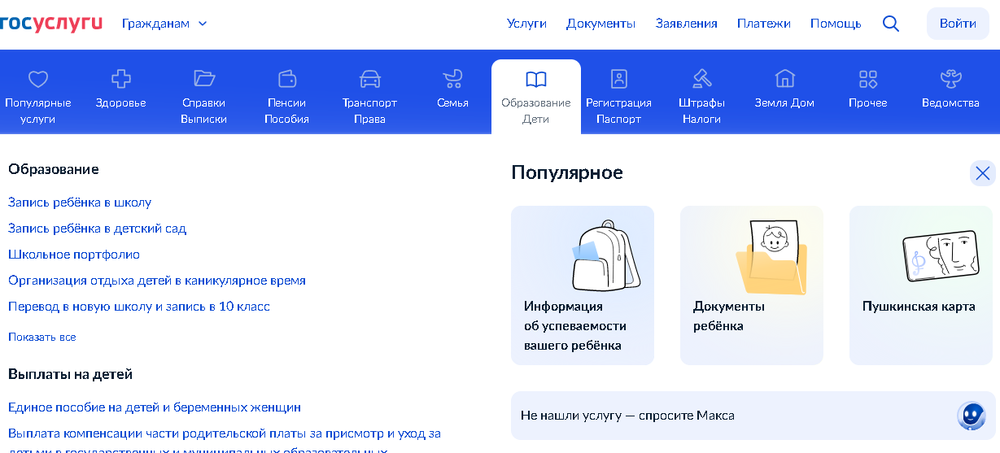 госуслуги
Гражданам
Услуги
Документы
Заявления
Платежи
Помощь
Войти
Популярные
услуги
Здоровье
Справки
Выписки
Пенсии
Пособия
Транспорт
Права
Семья
Образование
Дети
Регистрация
Паспорт
Штрафы
Налоги
Земля Дом
Прочее
Ведомства
Образование
Запись ребёнка в школу
Запись ребёнка в детский сад
Школьное портфолио
Организация отдыха детей в каникулярное время
Перевод в новую школу и запись в 10 класс
Показать все
Выплаты на детей
Единое пособие на детей и беременных женщин
Выплата компенсации части родительской платы за присмотр и уход за
детьми в государственных и муниципальных образовательных
Популярное
Информация
об успеваемости
вашего ребёнка
Документы
ребёнка
Пушкинская карта
Не нашли услугу — спросите Макса